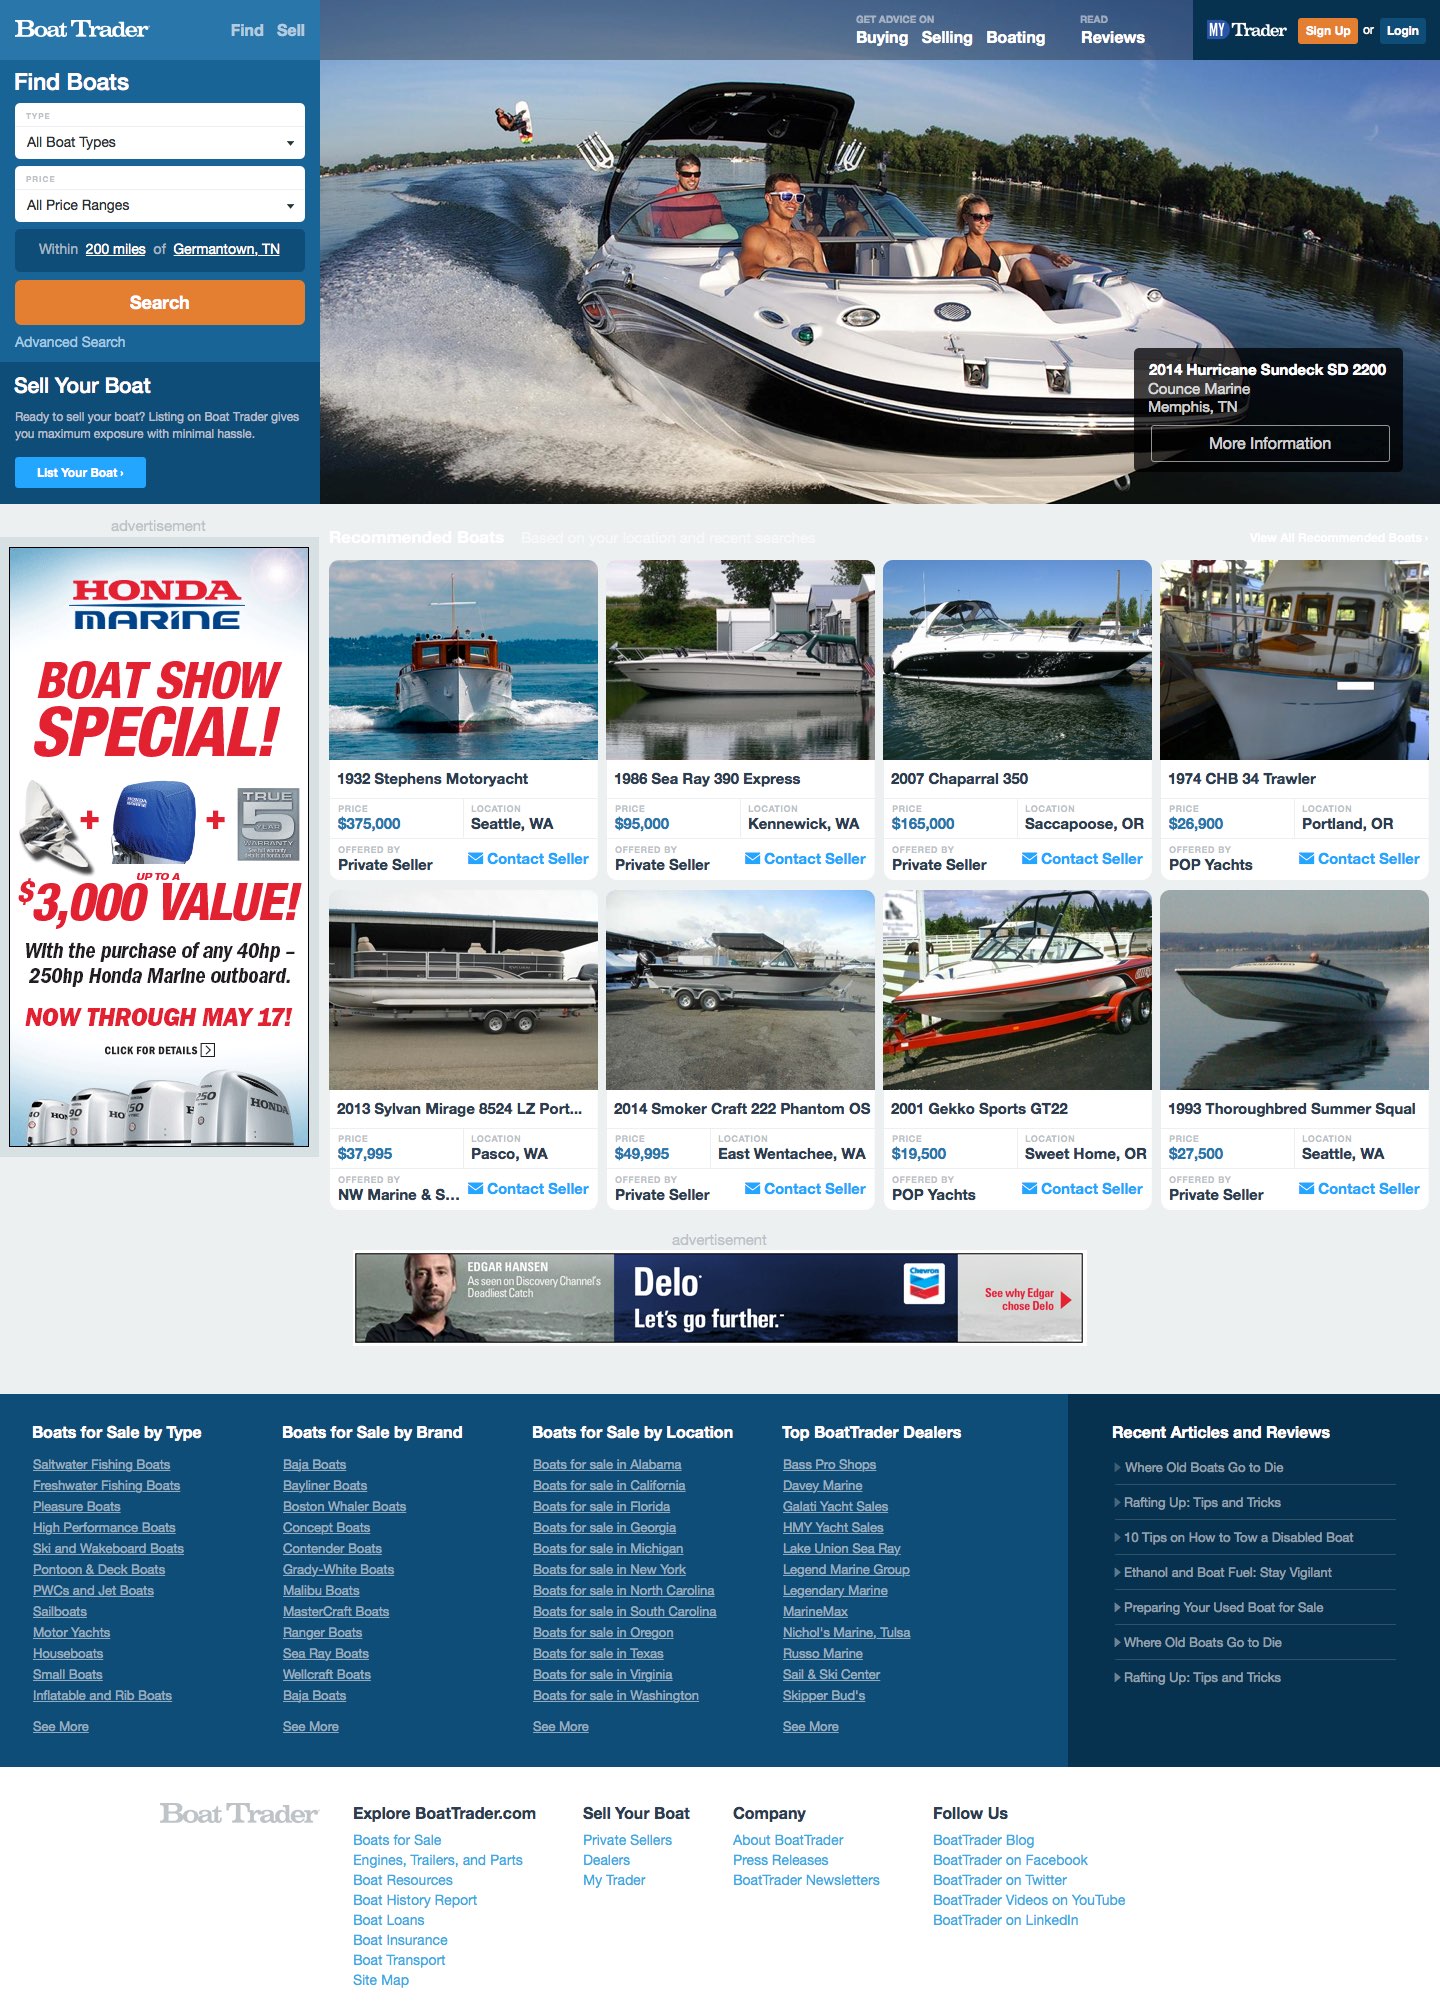 Boat Trader
Find Sell
GET ADVICE ON
Buying Selling Boating
READ
Reviews
MY Trader Sign Up or Login
Find Boats
TYPE
All Boat Types
PRICE
All Price Ranges
Within 200 miles of Germantown, TN
Search
Advanced Search
Sell Your Boat
Ready to sell your boat? Listing on Boat Trader gives
you maximum exposure with minimal hassle.
List Your Boat ›
2014 Hurricane Sundeck SD 2200
Counce Marine
Memphis, TN
More Information
advertisement
HONDA
MARINE
BOAT SHOW
SPECIAL!
HONDA
MARINE
+ +
TRUE
5
YEAR
WARRANTY
UP TO A
$3,000 VALUE!
With the purchase of any 40hp –
250hp Honda Marine outboard.
NOW THROUGH MAY 17!
CLICK FOR DETAILS >
HONDA
250
Recommended Boats Based on your location and recent searches
View All Recommended Boats ›
1932 Stephens Motoryacht
PRICE
$375,000
LOCATION
Seattle, WA
OFFERED BY
Private Seller
Contact Seller
1986 Sea Ray 390 Express
PRICE
$95,000
LOCATION
Kennewick, WA
OFFERED BY
Private Seller
Contact Seller
2007 Chaparral 350
PRICE
$165,000
LOCATION
Saccapoose, OR
OFFERED BY
Private Seller
Contact Seller
1974 CHB 34 Trawler
PRICE
$26,900
LOCATION
Portland, OR
OFFERED BY
POP Yachts
Contact Seller
2013 Sylvan Mirage 8524 LZ Port...
PRICE
$37,995
LOCATION
Pasco, WA
OFFERED BY
NW Marine & S...
Contact Seller
2014 Smoker Craft 222 Phantom OS
PRICE
$49,995
LOCATION
East Wentachee, WA
OFFERED BY
Private Seller
Contact Seller
2001 Gekko Sports GT22
PRICE
$19,500
LOCATION
Sweet Home, OR
OFFERED BY
POP Yachts
Contact Seller
1993 Thoroughbred Summer Squal
PRICE
$27,500
LOCATION
Seattle, WA
OFFERED BY
Private Seller
Contact Seller
advertisement
EDGAR HANSEN
As seen on Discovery Channel's
Deadliest Catch
Delo
Let's go further.
Chevron
See why Edgar
chose Delo
Boats for Sale by Type
Saltwater Fishing Boats
Freshwater Fishing Boats
Pleasure Boats
High Performance Boats
Ski and Wakeboard Boats
Pontoon & Deck Boats
PWCs and Jet Boats
Sailboats
Motor Yachts
Houseboats
Small Boats
Inflatable and Rib Boats
See More
Boats for Sale by Brand
Baja Boats
Bayliner Boats
Boston Whaler Boats
Concept Boats
Contender Boats
Grady-White Boats
Malibu Boats
MasterCraft Boats
Ranger Boats
Sea Ray Boats
Wellcraft Boats
Baja Boats
See More
Boats for Sale by Location
Boats for sale in Alabama
Boats for sale in California
Boats for sale in Florida
Boats for sale in Georgia
Boats for sale in Michigan
Boats for sale in New York
Boats for sale in North Carolina
Boats for sale in South Carolina
Boats for sale in Oregon
Boats for sale in Texas
Boats for sale in Virginia
Boats for sale in Washington
See More
Top BoatTrader Dealers
Bass Pro Shops
Davey Marine
Galati Yacht Sales
HMY Yacht Sales
Lake Union Sea Ray
Legend Marine Group
Legendary Marine
MarineMax
Nichol's Marine, Tulsa
Russo Marine
Sail & Ski Center
Skipper Bud's
See More
Recent Articles and Reviews
Where Old Boats Go to Die
Rafting Up: Tips and Tricks
10 Tips on How to Tow a Disabled Boat
Ethanol and Boat Fuel: Stay Vigilant
Preparing Your Used Boat for Sale
Where Old Boats Go to Die
Rafting Up: Tips and Tricks
Boat Trader
Explore BoatTrader.com
Boats for Sale
Engines, Trailers, and Parts
Boat Resources
Boat History Report
Boat Loans
Boat Insurance
Boat Transport
Site Map
Sell Your Boat
Private Sellers
Dealers
My Trader
Company
About BoatTrader
Press Releases
BoatTrader Newsletters
Follow Us
BoatTrader Blog
BoatTrader on Facebook
BoatTrader on Twitter
BoatTrader Videos on YouTube
BoatTrader on LinkedIn